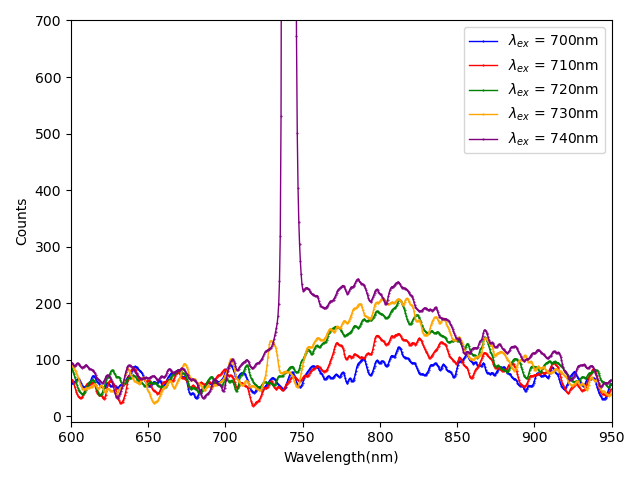 700
600
500
400
300
200
100
0
Counts
600
650
700
750
800
850
900
950
Wavelength(nm)
λex = 700nm
λex = 710nm
λex = 720nm
λex = 730nm
λex = 740nm